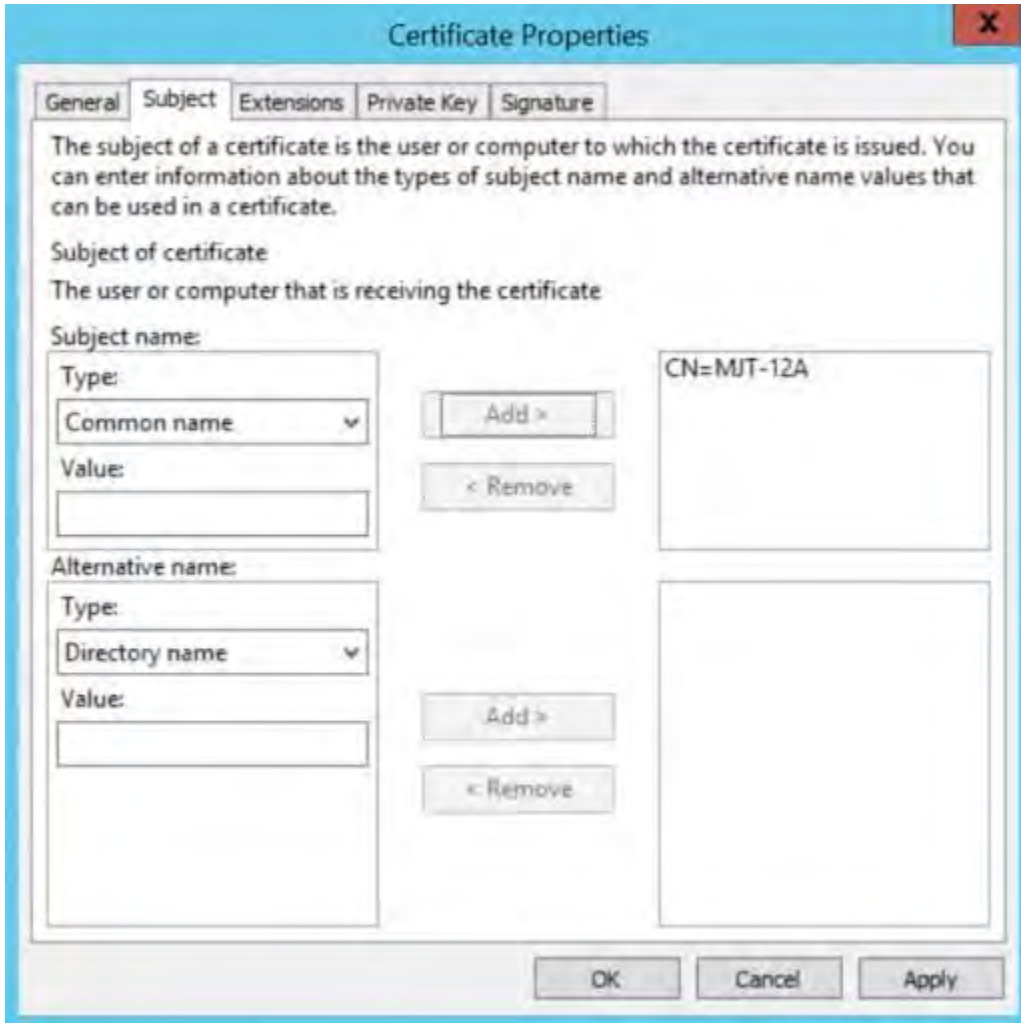 Certificate Properties
X
General Subject Extensions Private Key Signature
The subject of a certificate is the user or computer to which the certificate is issued. You
can enter information about the types of subject name and alternative name values that
can be used in a certificate.
Subject of certificate
The user or computer that is receiving the certificate
Subject name:
Type:
Common name
Value:
Add >
< Remove
CN=MJT-12A
Alternative name:
Type:
Directory name
Value:
Add >
< Remove
OK Cancel Apply